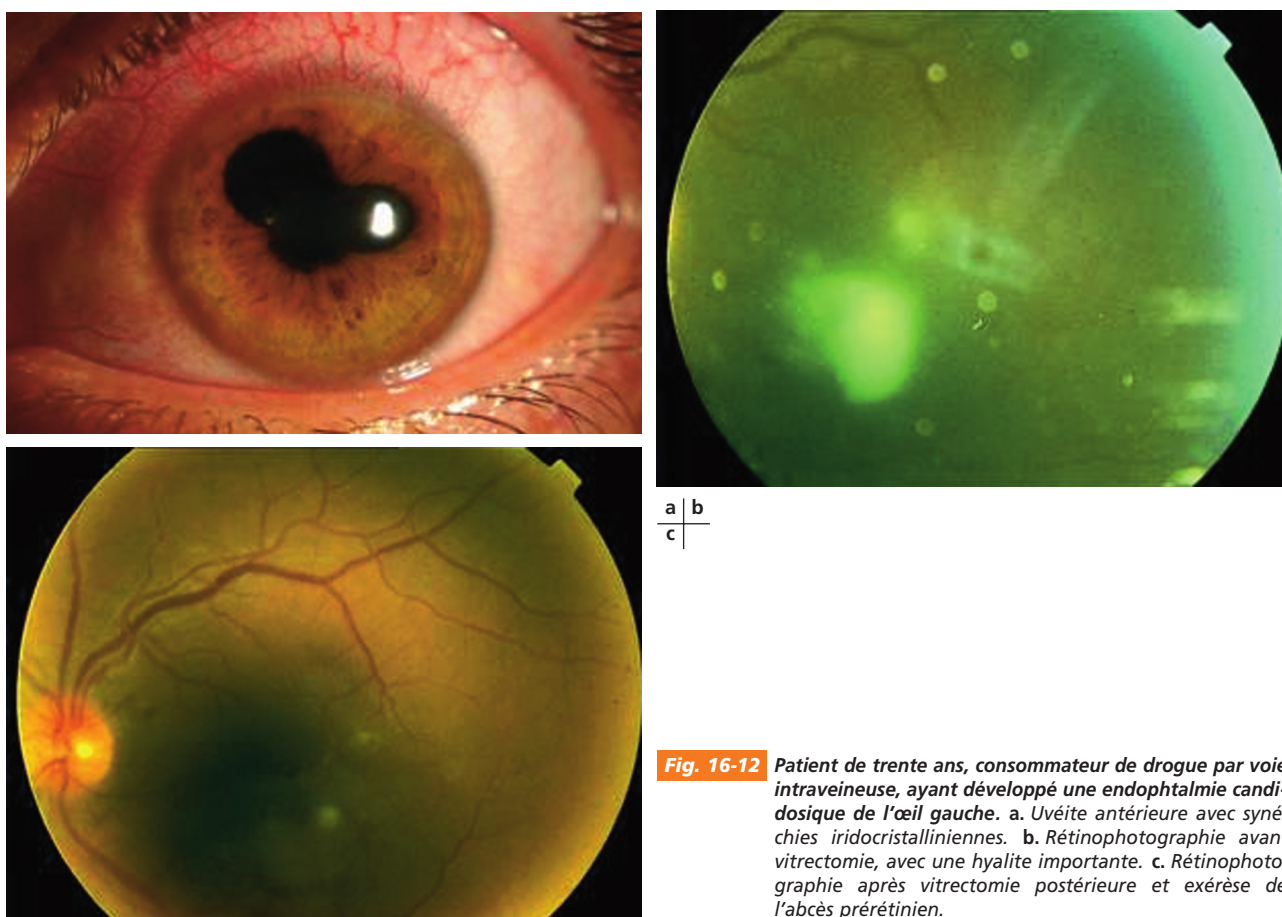 a b
c
Fig. 16-12 Patient de trente ans, consommateur de drogue par voie
intraveineuse, ayant développé une endophtalmie candi-
dosique de l'œil gauche. a. Uvéite antérieure avec syné-
chies iridocristalliniennes. b. Rétinophotographie avan
vitrectomie, avec une hyalite importante. c. Rétinophoto
graphie après vitrectomie postérieure et exérèse de
l'abcès prérétinien.